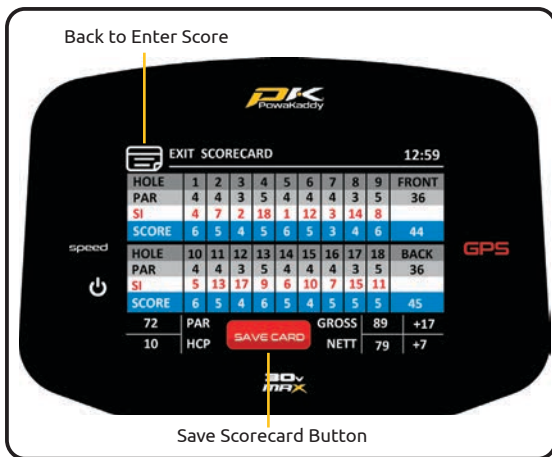 Back to Enter Score
PK
PowaKaddy
EXIT SCORECARD 12:59
HOLE 1 2 3 4 5 6 7 8 9 FRONT
PAR 4 4 3 5 4 4 4 3 5 36
SI 4 7 2 18 1 12 3 14 8
SCORE 6 5 4 5 6 5 3 4 6 44
speed
GPS
HOLE 10 11 12 13 14 15 16 17 18 BACK
PAR 4 4 3 5 4 4 4 3 5 36
SI 5 13 17 9 6 10 7 15 11
SCORE 6 5 4 6 5 4 5 5 5 45
72 PAR SAVE CARD GROSS 89 +17
10 HCP NETT 79 +7
30v
MAX
Save Scorecard Button